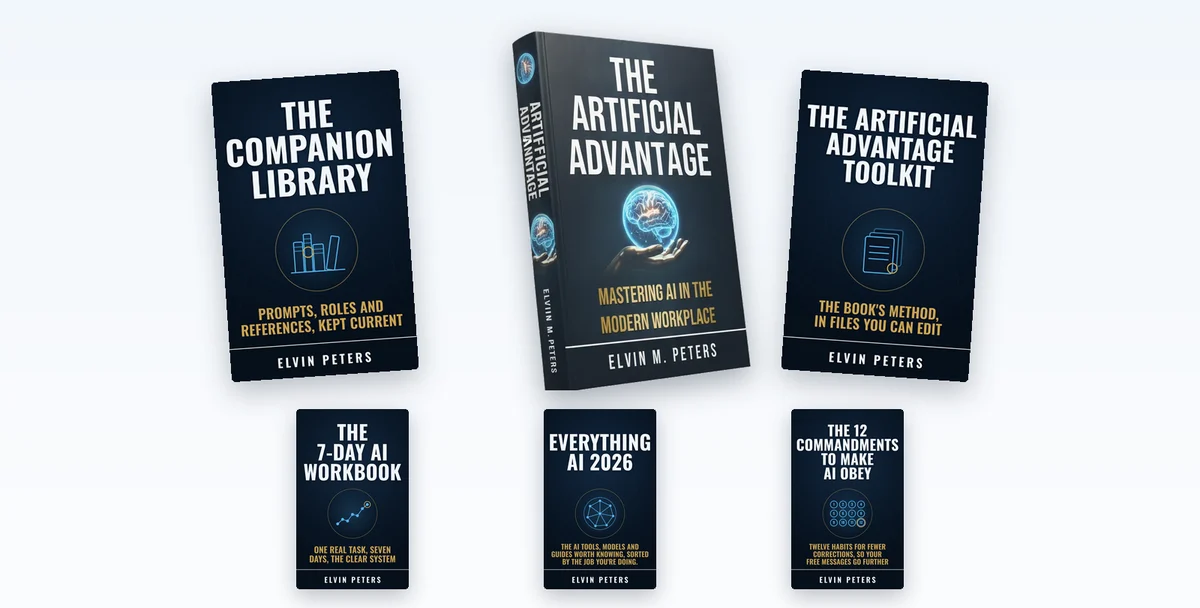 THE
COMPANION
LIBRARY
PROMPTS, ROLES AND
REFERENCES, KEPT CURRENT
ELVIN PETERS
ARTIFFICIAL
ADVANNTAGE
ELVIIN M. PETERS
THE
ARTIFICIAL
ADVANTAGE
MASTERING AI IN THE
MODERN WORKPLACE
ELVIN M. PETERS
THE ARTIFICIAL
ADVANTAGE
TOOLKIT
THE BOOK'S METHOD,
IN FILES YOU CAN EDIT
ELVIN PETERS
THE
7-DAY AI
WORKBOOK
ONE REAL TASK, SEVEN
DAYS, THE CLEAR SYSTEM
ELVIN PETERS
EVERYTHING
AI 2026
THE AI TOOLS, MODELS AND
GUIDES WORTH KNOWING, SORTED
BY THE JOB YOU'RE DOING.
ELVIN PETERS
THE 12
COMMANDMENTS
TO MAKE
AI OBEY
TWELVE HABITS FOR FEWER
CORRECTIONS, SO YOUR
FREE MESSAGES GO FURTHER
ELVIN PETERS